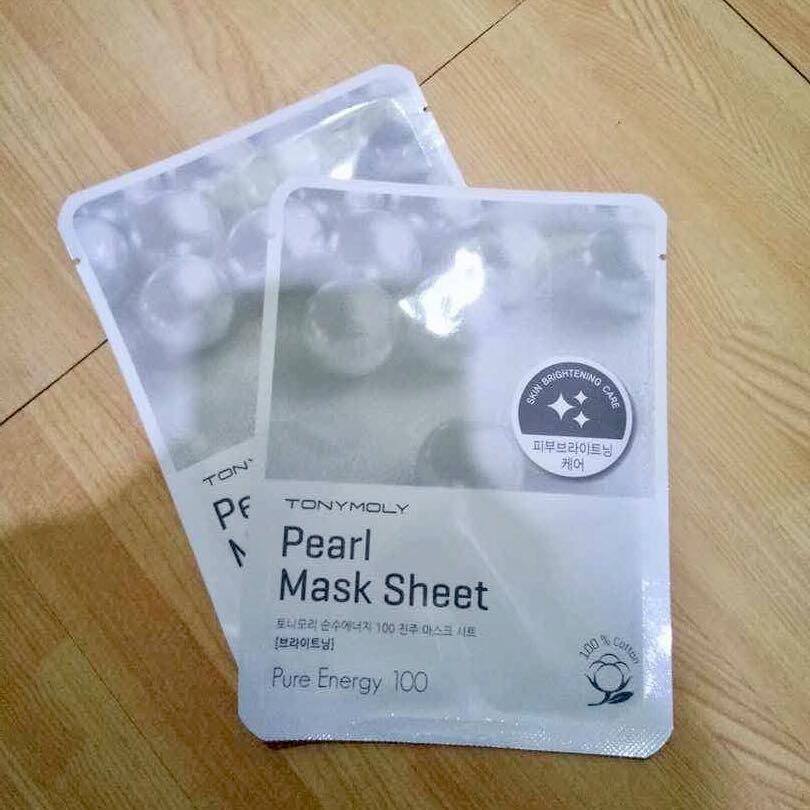 SKIN BRIGHTENING CARE
피부브라이트닝
케어
TONYMOLY
Pearl
Mask Sheet
토니모리 순수에너지 100 진주 마스크 시트
[브라이트닝]
Pure Energy 100
100 % Cotton
TON
Pe
M